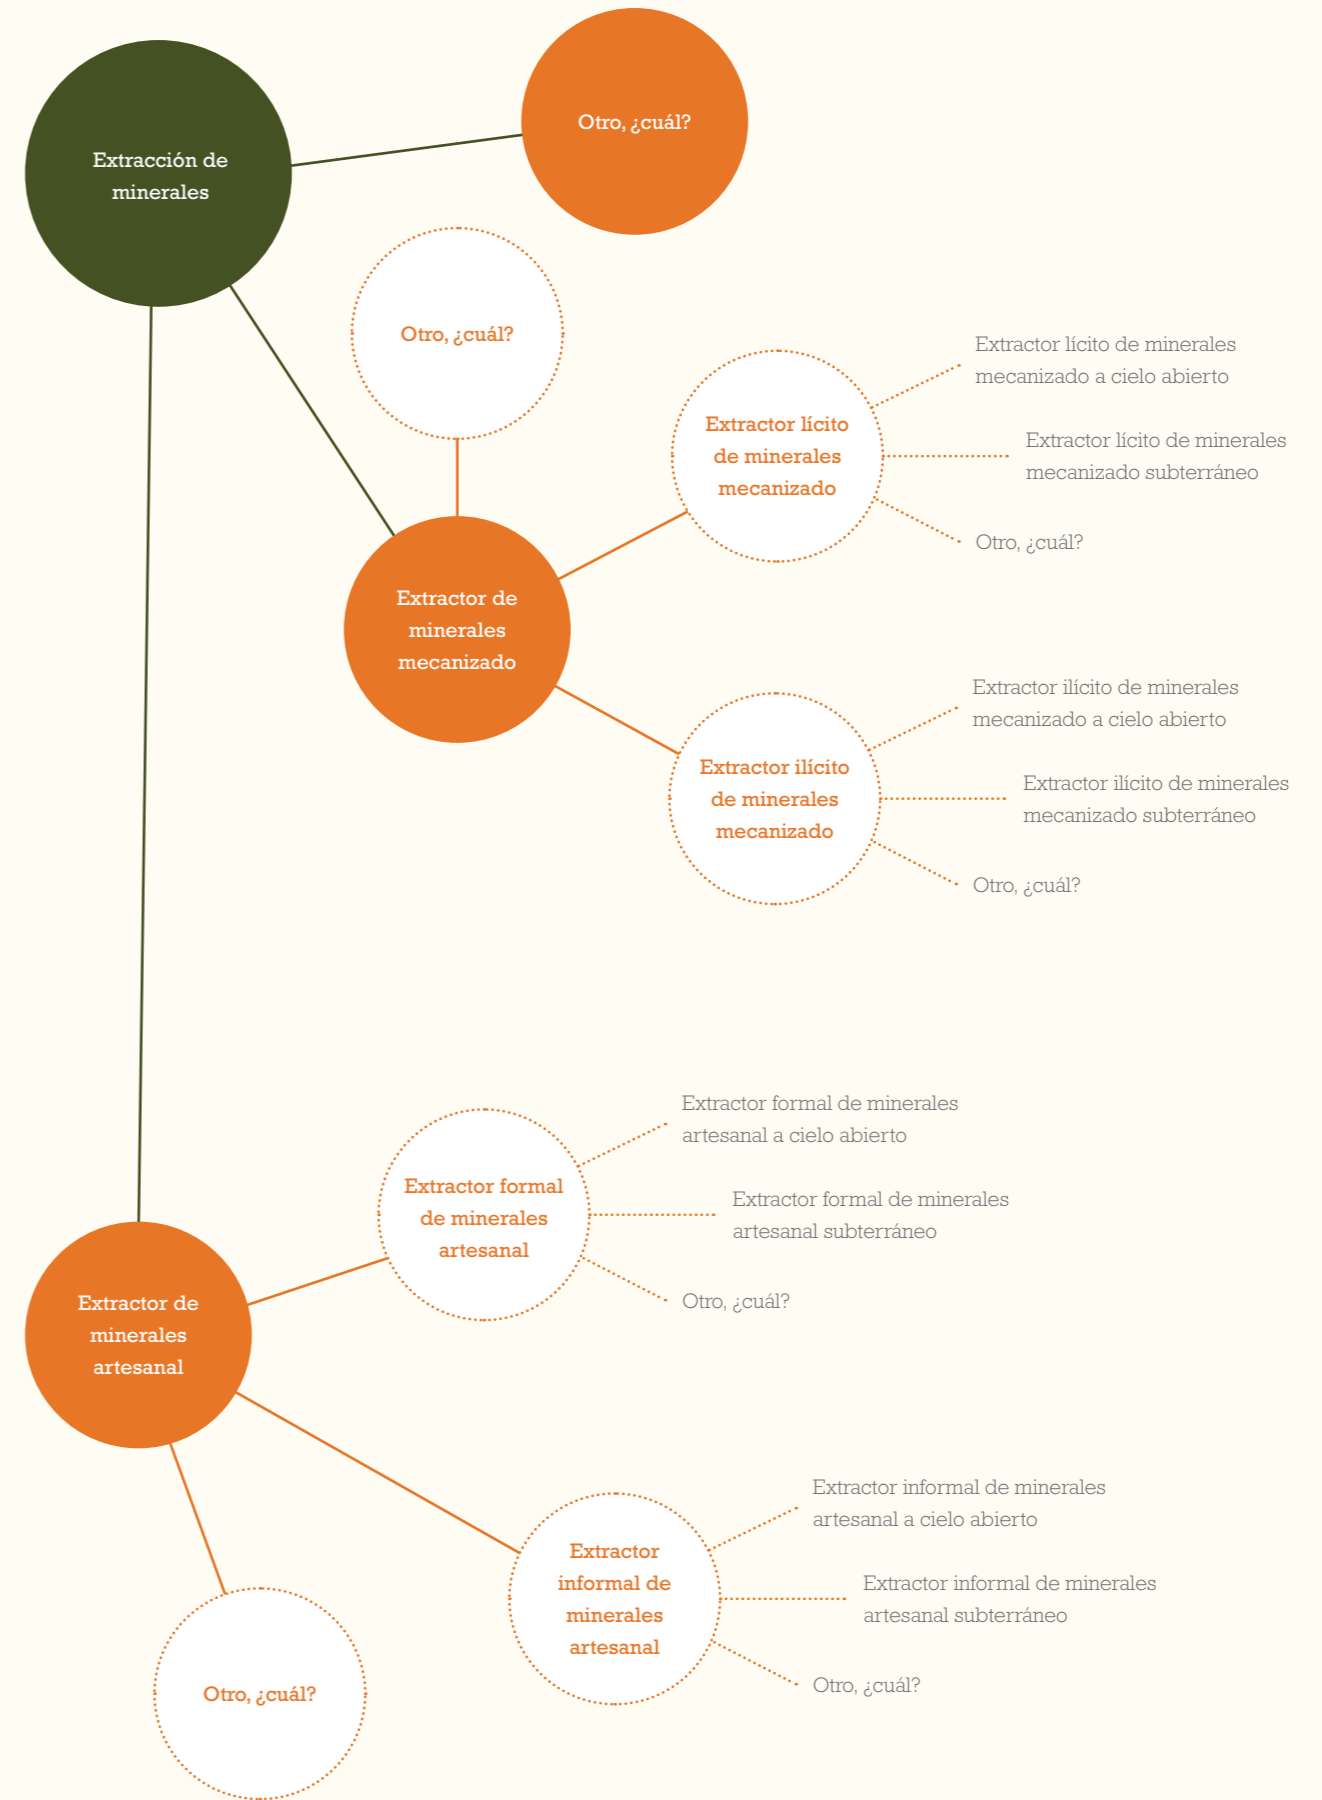 Extracción de
minerales
Otro, ¿cuál?
Otro, ¿cuál?
Extractor de
minerales
mecanizado
Extractor lícito
de minerales
mecanizado
Extractor lícito de minerales
mecanizado a cielo abierto
Extractor lícito de minerales
mecanizado subterráneo
Otro, ¿cuál?
Extractor ilícito
de minerales
mecanizado
Extractor ilícito de minerales
mecanizado a cielo abierto
Extractor ilícito de minerales
mecanizado subterráneo
Otro, ¿cuál?
Extractor de
minerales
artesanal
Extractor formal
de minerales
artesanal
Extractor formal de minerales
artesanal a cielo abierto
Extractor formal de minerales
artesanal subterráneo
Otro, ¿cuál?
Extractor
informal de
minerales
artesanal
Extractor informal de minerales
artesanal a cielo abierto
Extractor informal de minerales
artesanal subterráneo
Otro, ¿cuál?
Otro, ¿cuál?